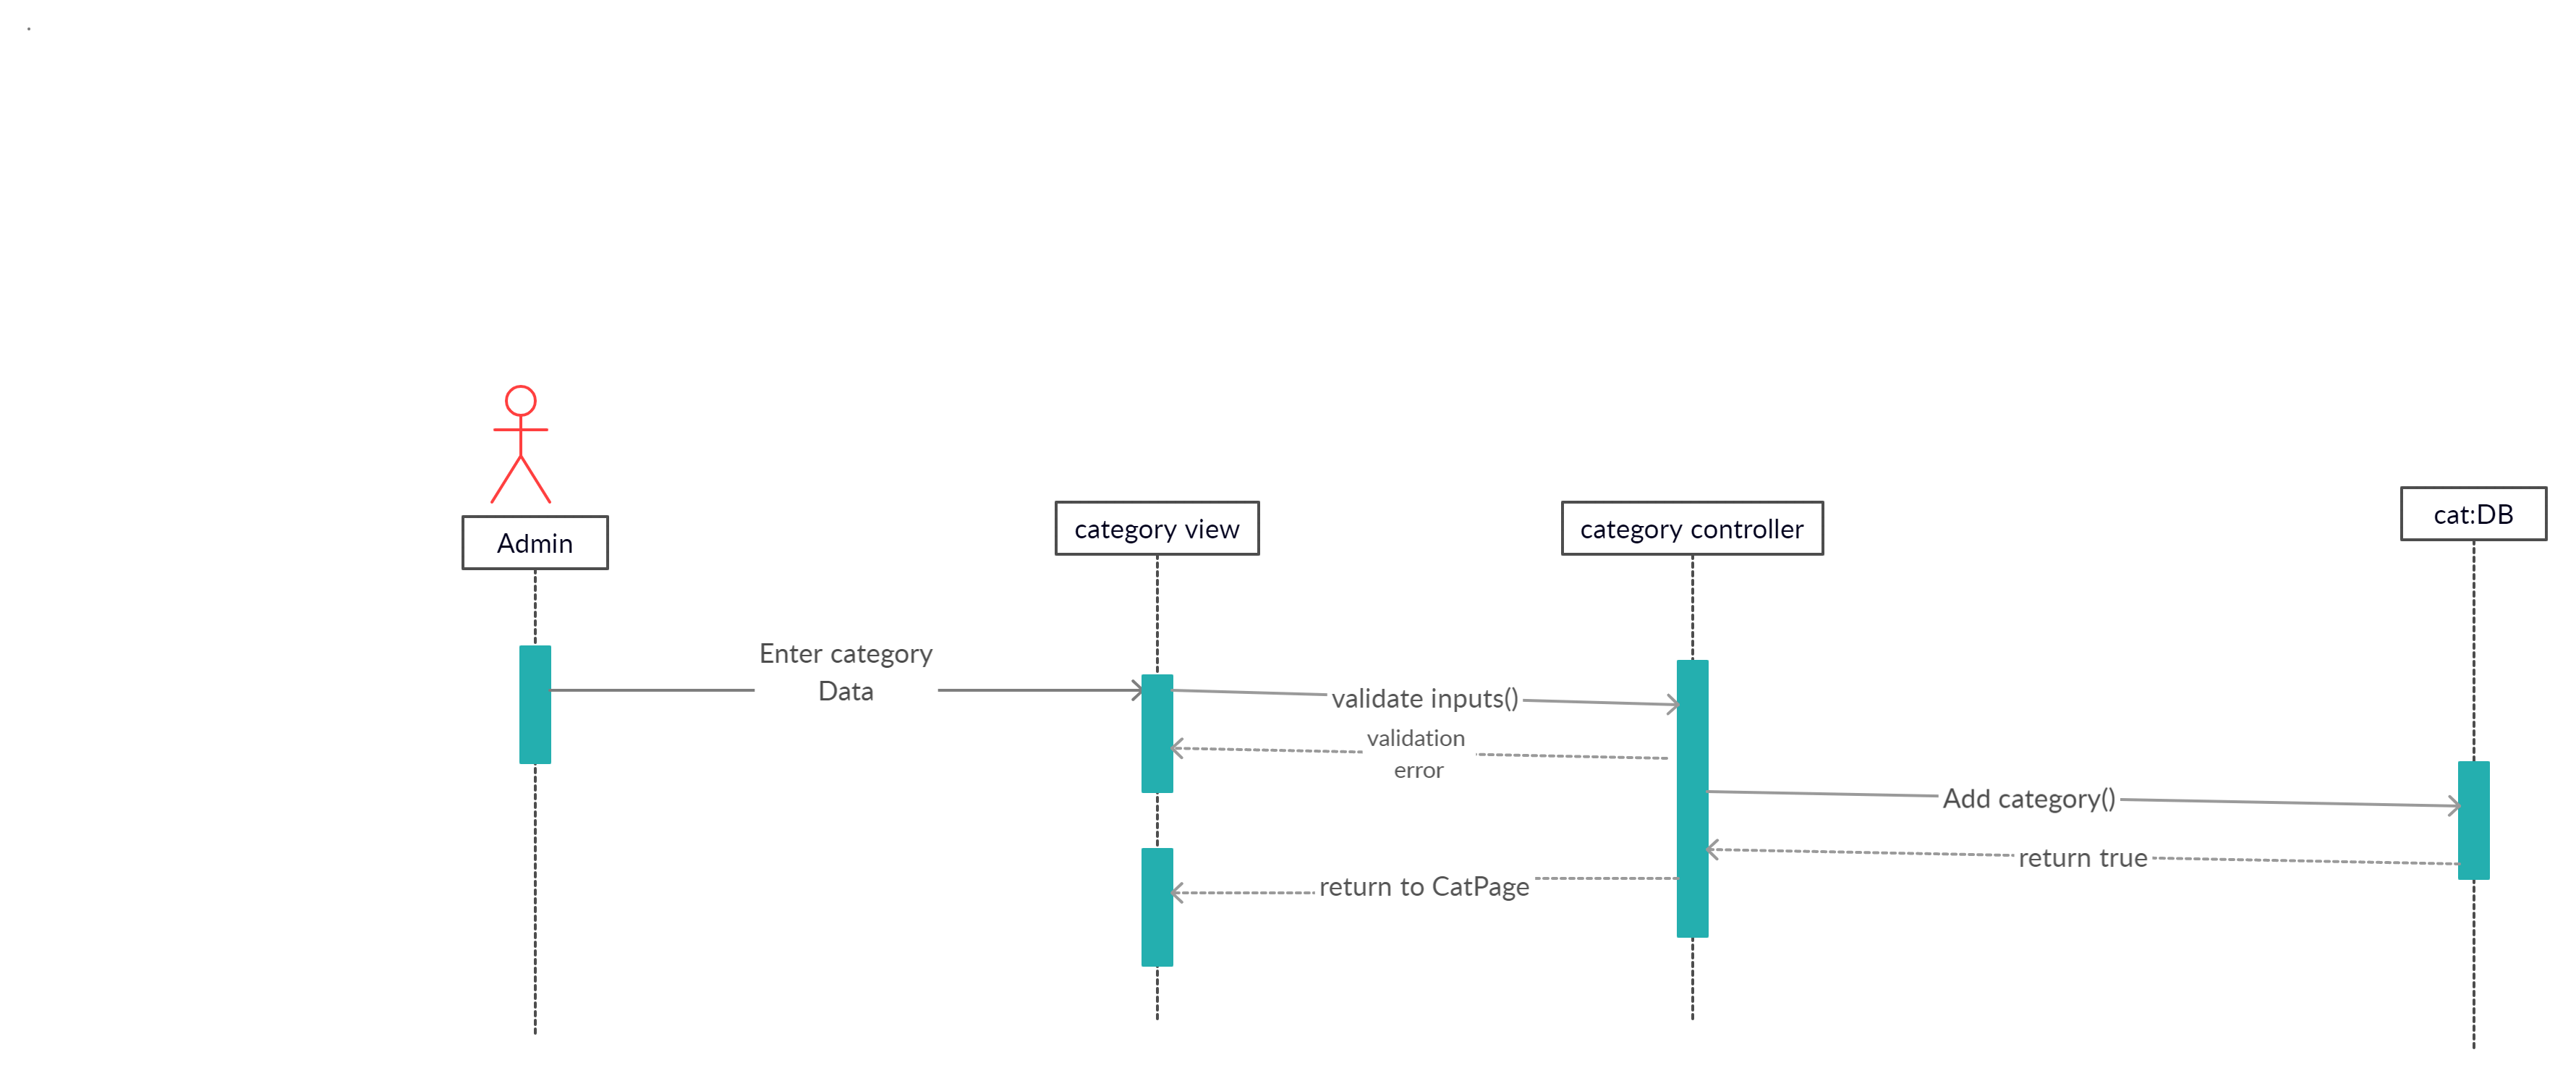 Admin
category view
category controller
cat:DB
Enter category
Data
validate inputs()
validation
error
Add category()
return true
return to CatPage